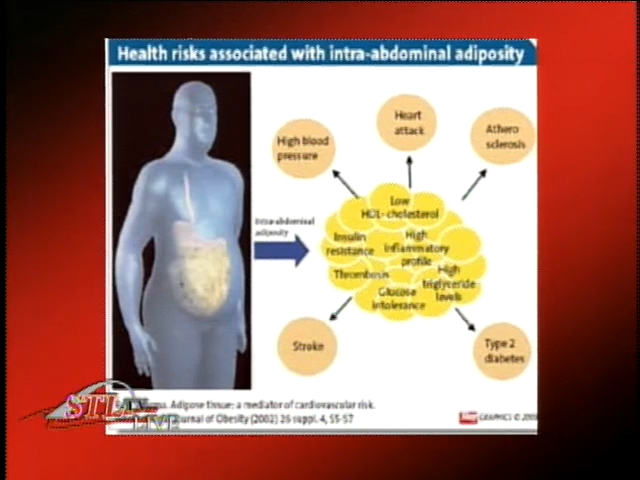 Health risks associated with intra-abdominal adiposity
Heart
attack
High blood
pressure
Athero
sclerosis
Low
HDL-cholesterol
Intra-abdominal
adiposity
Insulin
resistance
High
inflammatory
profile
Thrombosis
High
triglyceride
levels
Glucose
intolerance
Stroke
Type 2
diabetes
Adipose tissue: a mediator of cardiovascular risk.
Journal of Obesity (2002) 26 suppl. 4, S5-S7
GRAPHICS ©
LIVE